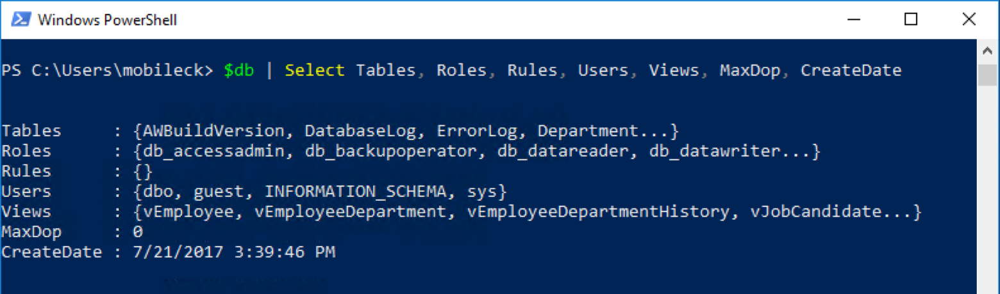 Windows PowerShell
PS C:\Users\mobileck> $db | Select Tables, Roles, Rules, Users, Views, MaxDop, CreateDate
Tables     : {AWBuildVersion, DatabaseLog, ErrorLog, Department...}
Roles      : {db_accessadmin, db_backupoperator, db_datareader, db_datawriter...}
Rules      : {}
Users      : {dbo, guest, INFORMATION_SCHEMA, sys}
Views      : {vEmployee, vEmployeeDepartment, vEmployeeDepartmentHistory, vJobCandidate...}
MaxDop     : 0
CreateDate : 7/21/2017 3:39:46 PM